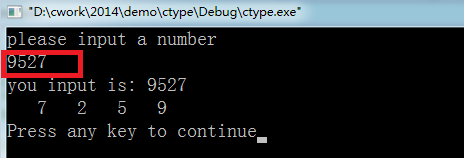 "D:\cwork\2014\demo\ctype\Debug\ctype.exe"
please input a number
9527
you input is: 9527
   7   2   5   9
Press any key to continue